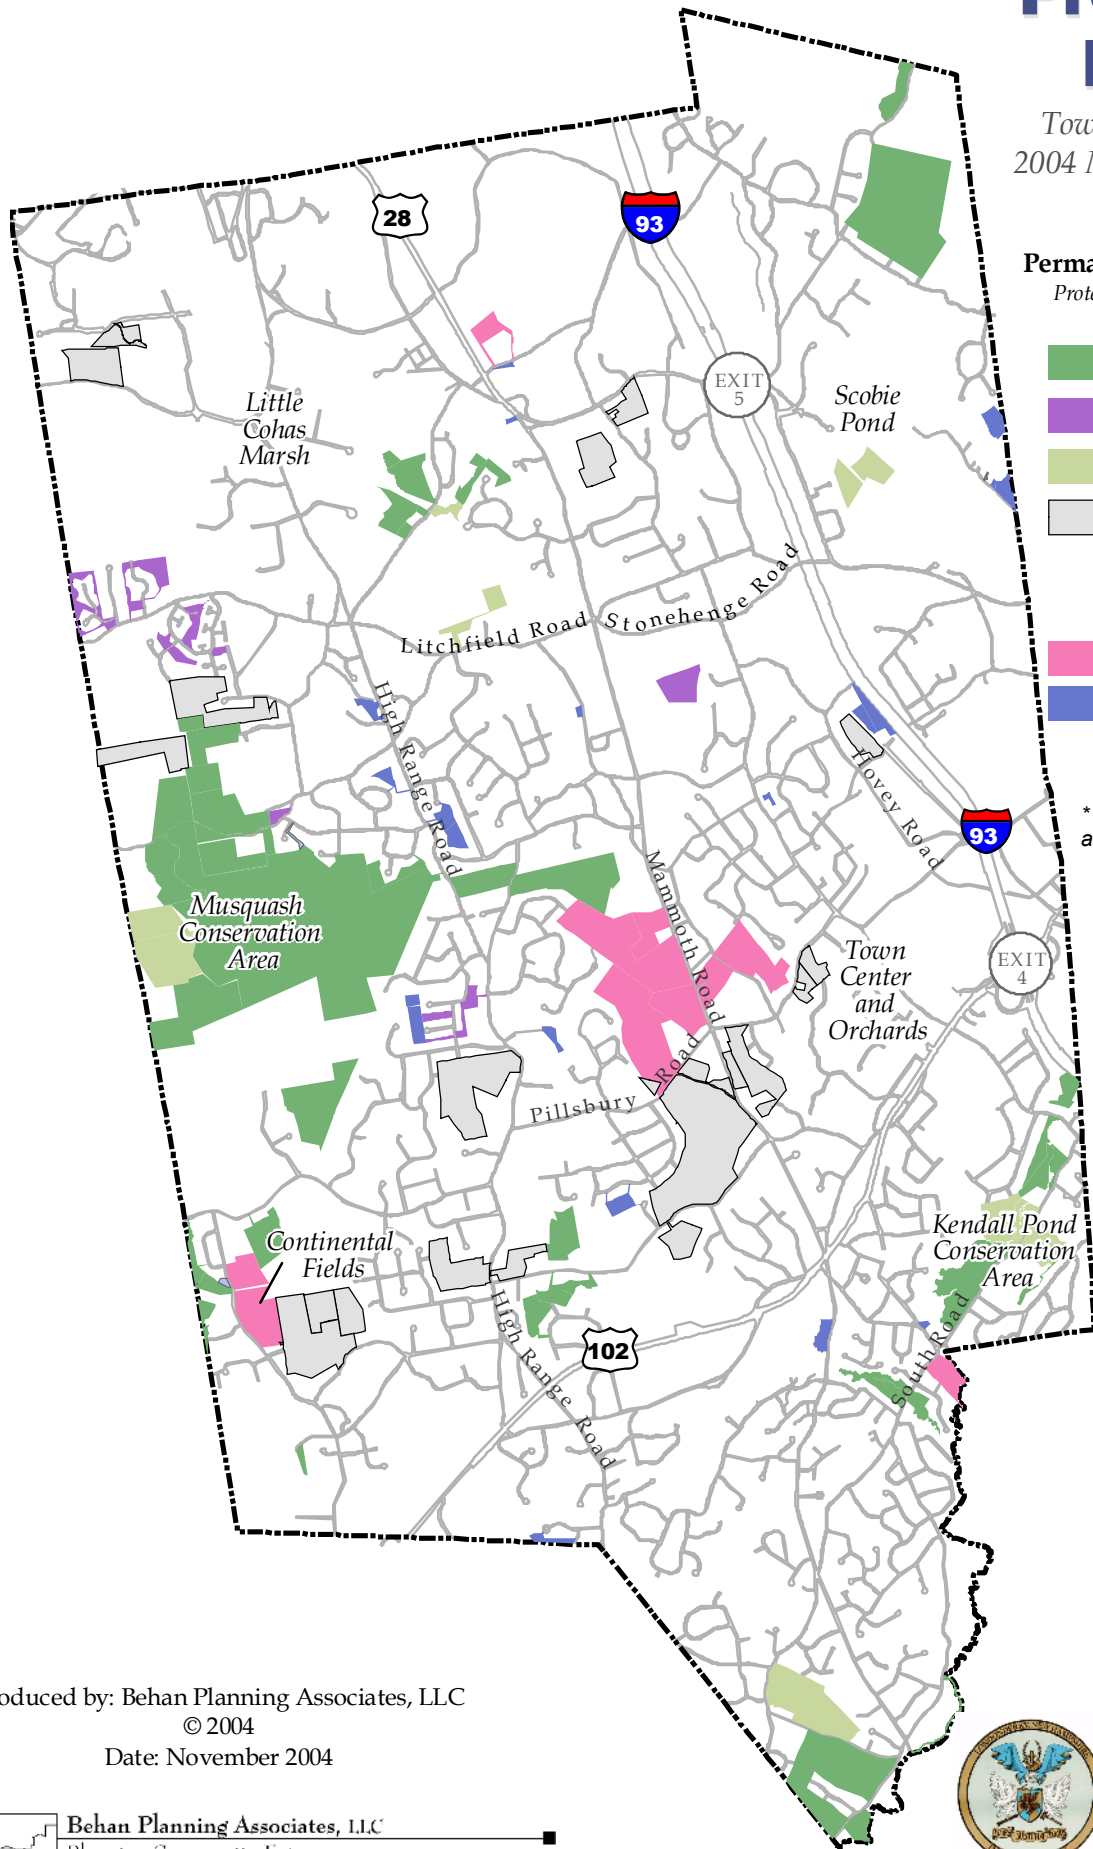 Tow
2004
Perma
Prote
28
93
EXIT
5
Scobie
Pond
Little
Cohas
Marsh
Litchfield Road
Stonehenge Road
High Range Road
Hovey Road
93
*
a
Mammoth Road
Musquash
Conservation
Area
Town
Center
and
Orchards
EXIT
4
Pillsbury Road
Kendall Pond
Conservation
Area
Continental
Fields
South Road
High Range Road
102
oduced by: Behan Planning Associates, LLC
© 2004
Date: November 2004
Behan Planning Associates, LLC